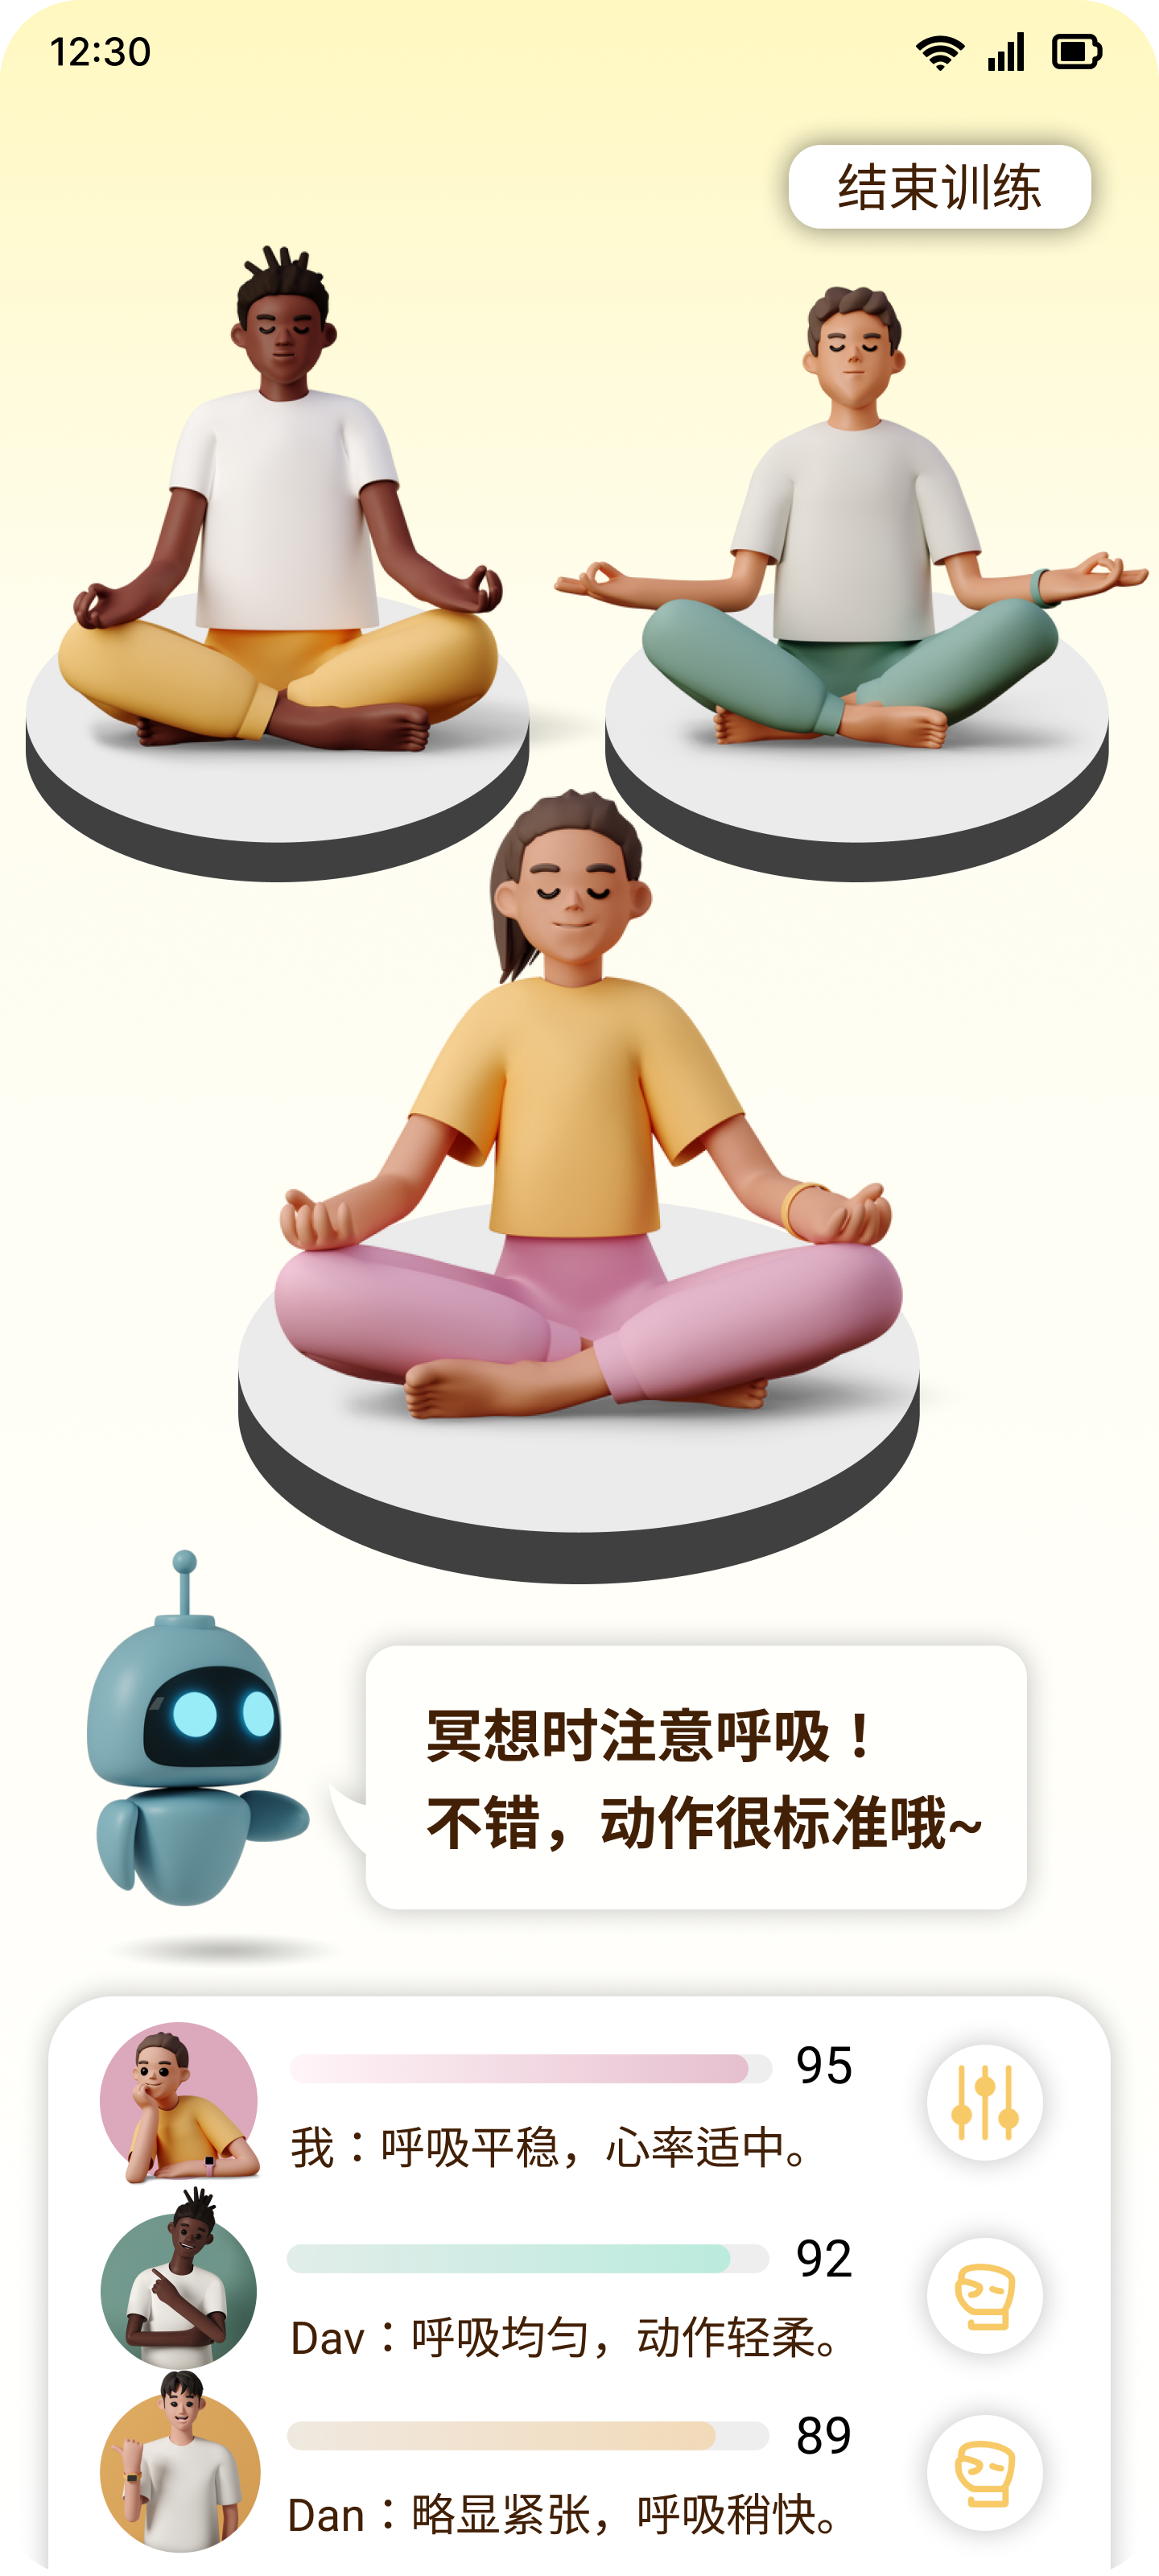 12:30
结束训练
冥想时注意呼吸！
不错，动作很标准哦~
95
我：呼吸平稳，心率适中。
92
Dav：呼吸均匀，动作轻柔。
89
Dan：略显紧张，呼吸稍快。